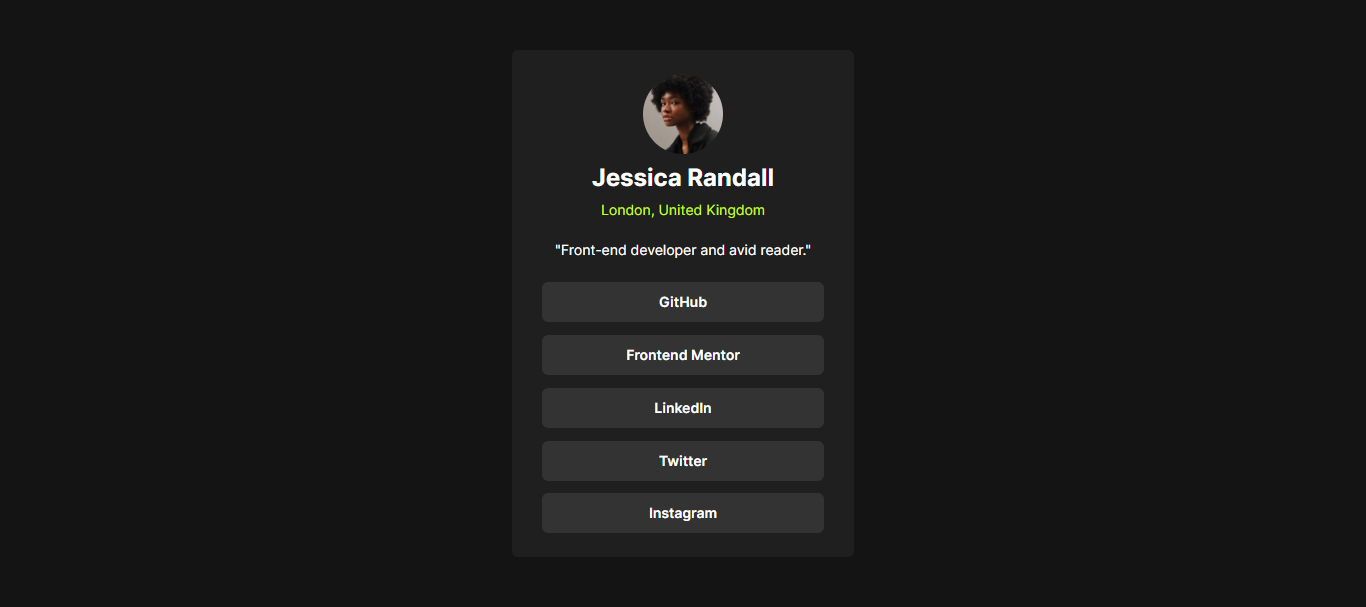 Jessica Randall
London, United Kingdom
"Front-end developer and avid reader."
GitHub
Frontend Mentor
LinkedIn
Twitter
Instagram